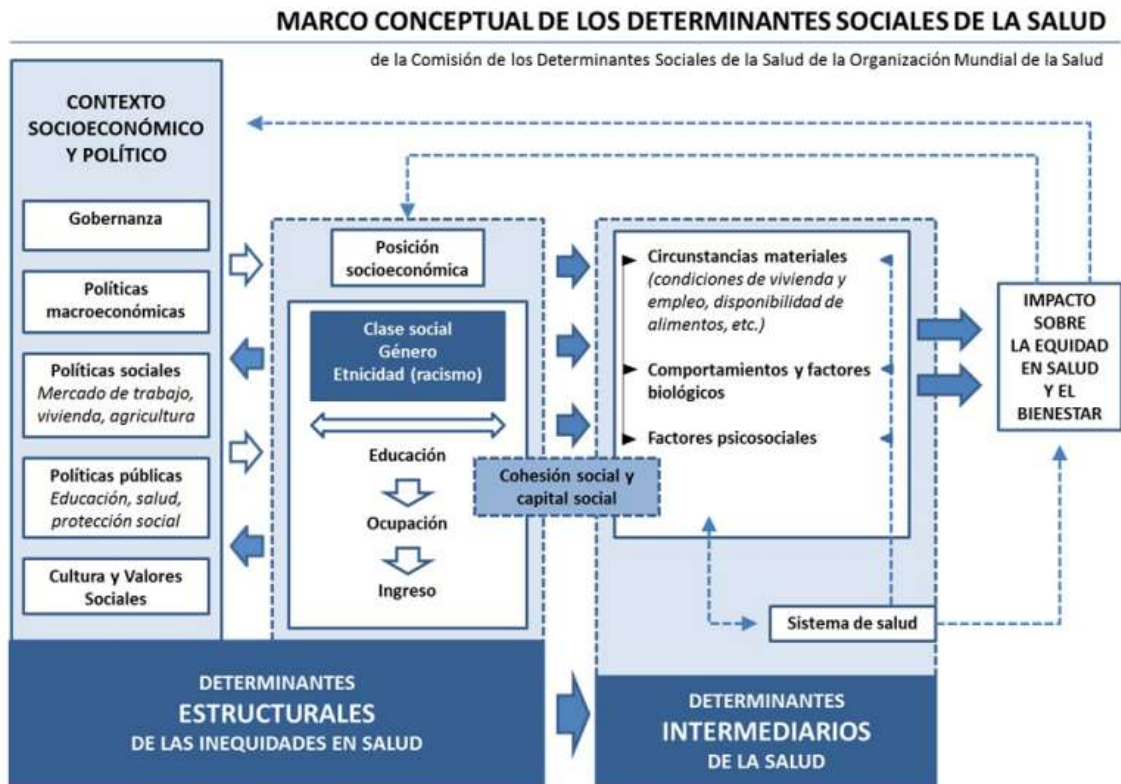 MARCO CONCEPTUAL DE LOS DETERMINANTES SOCIALES DE LA SALUD
de la Comisión de los Determinantes Sociales de la Salud de la Organización Mundial de la Salud
CONTEXTO
SOCIOECONÓMICO
Y POLÍTICO
Gobernanza
Políticas
macroeconómicas
Políticas sociales
Mercado de trabajo,
vivienda, agricultura
Políticas públicas
Educación, salud,
protección social
Cultura y Valores
Sociales
Posición
socioeconómica
Clase social
Género
Etnicidad (racismo)
Educación
Ocupación
Ingreso
Cohesión social y
capital social
Circunstancias materiales
(condiciones de vivienda y
empleo, disponibilidad de
alimentos, etc.)
Comportamientos y factores
biológicos
Factores psicosociales
Sistema de salud
IMPACTO
SOBRE
LA EQUIDAD
EN SALUD
Y EL
BIENESTAR
DETERMINANTES
ESTRUCTURALES
DE LAS INEQUIDADES EN SALUD
DETERMINANTES
INTERMEDIARIOS
DE LA SALUD